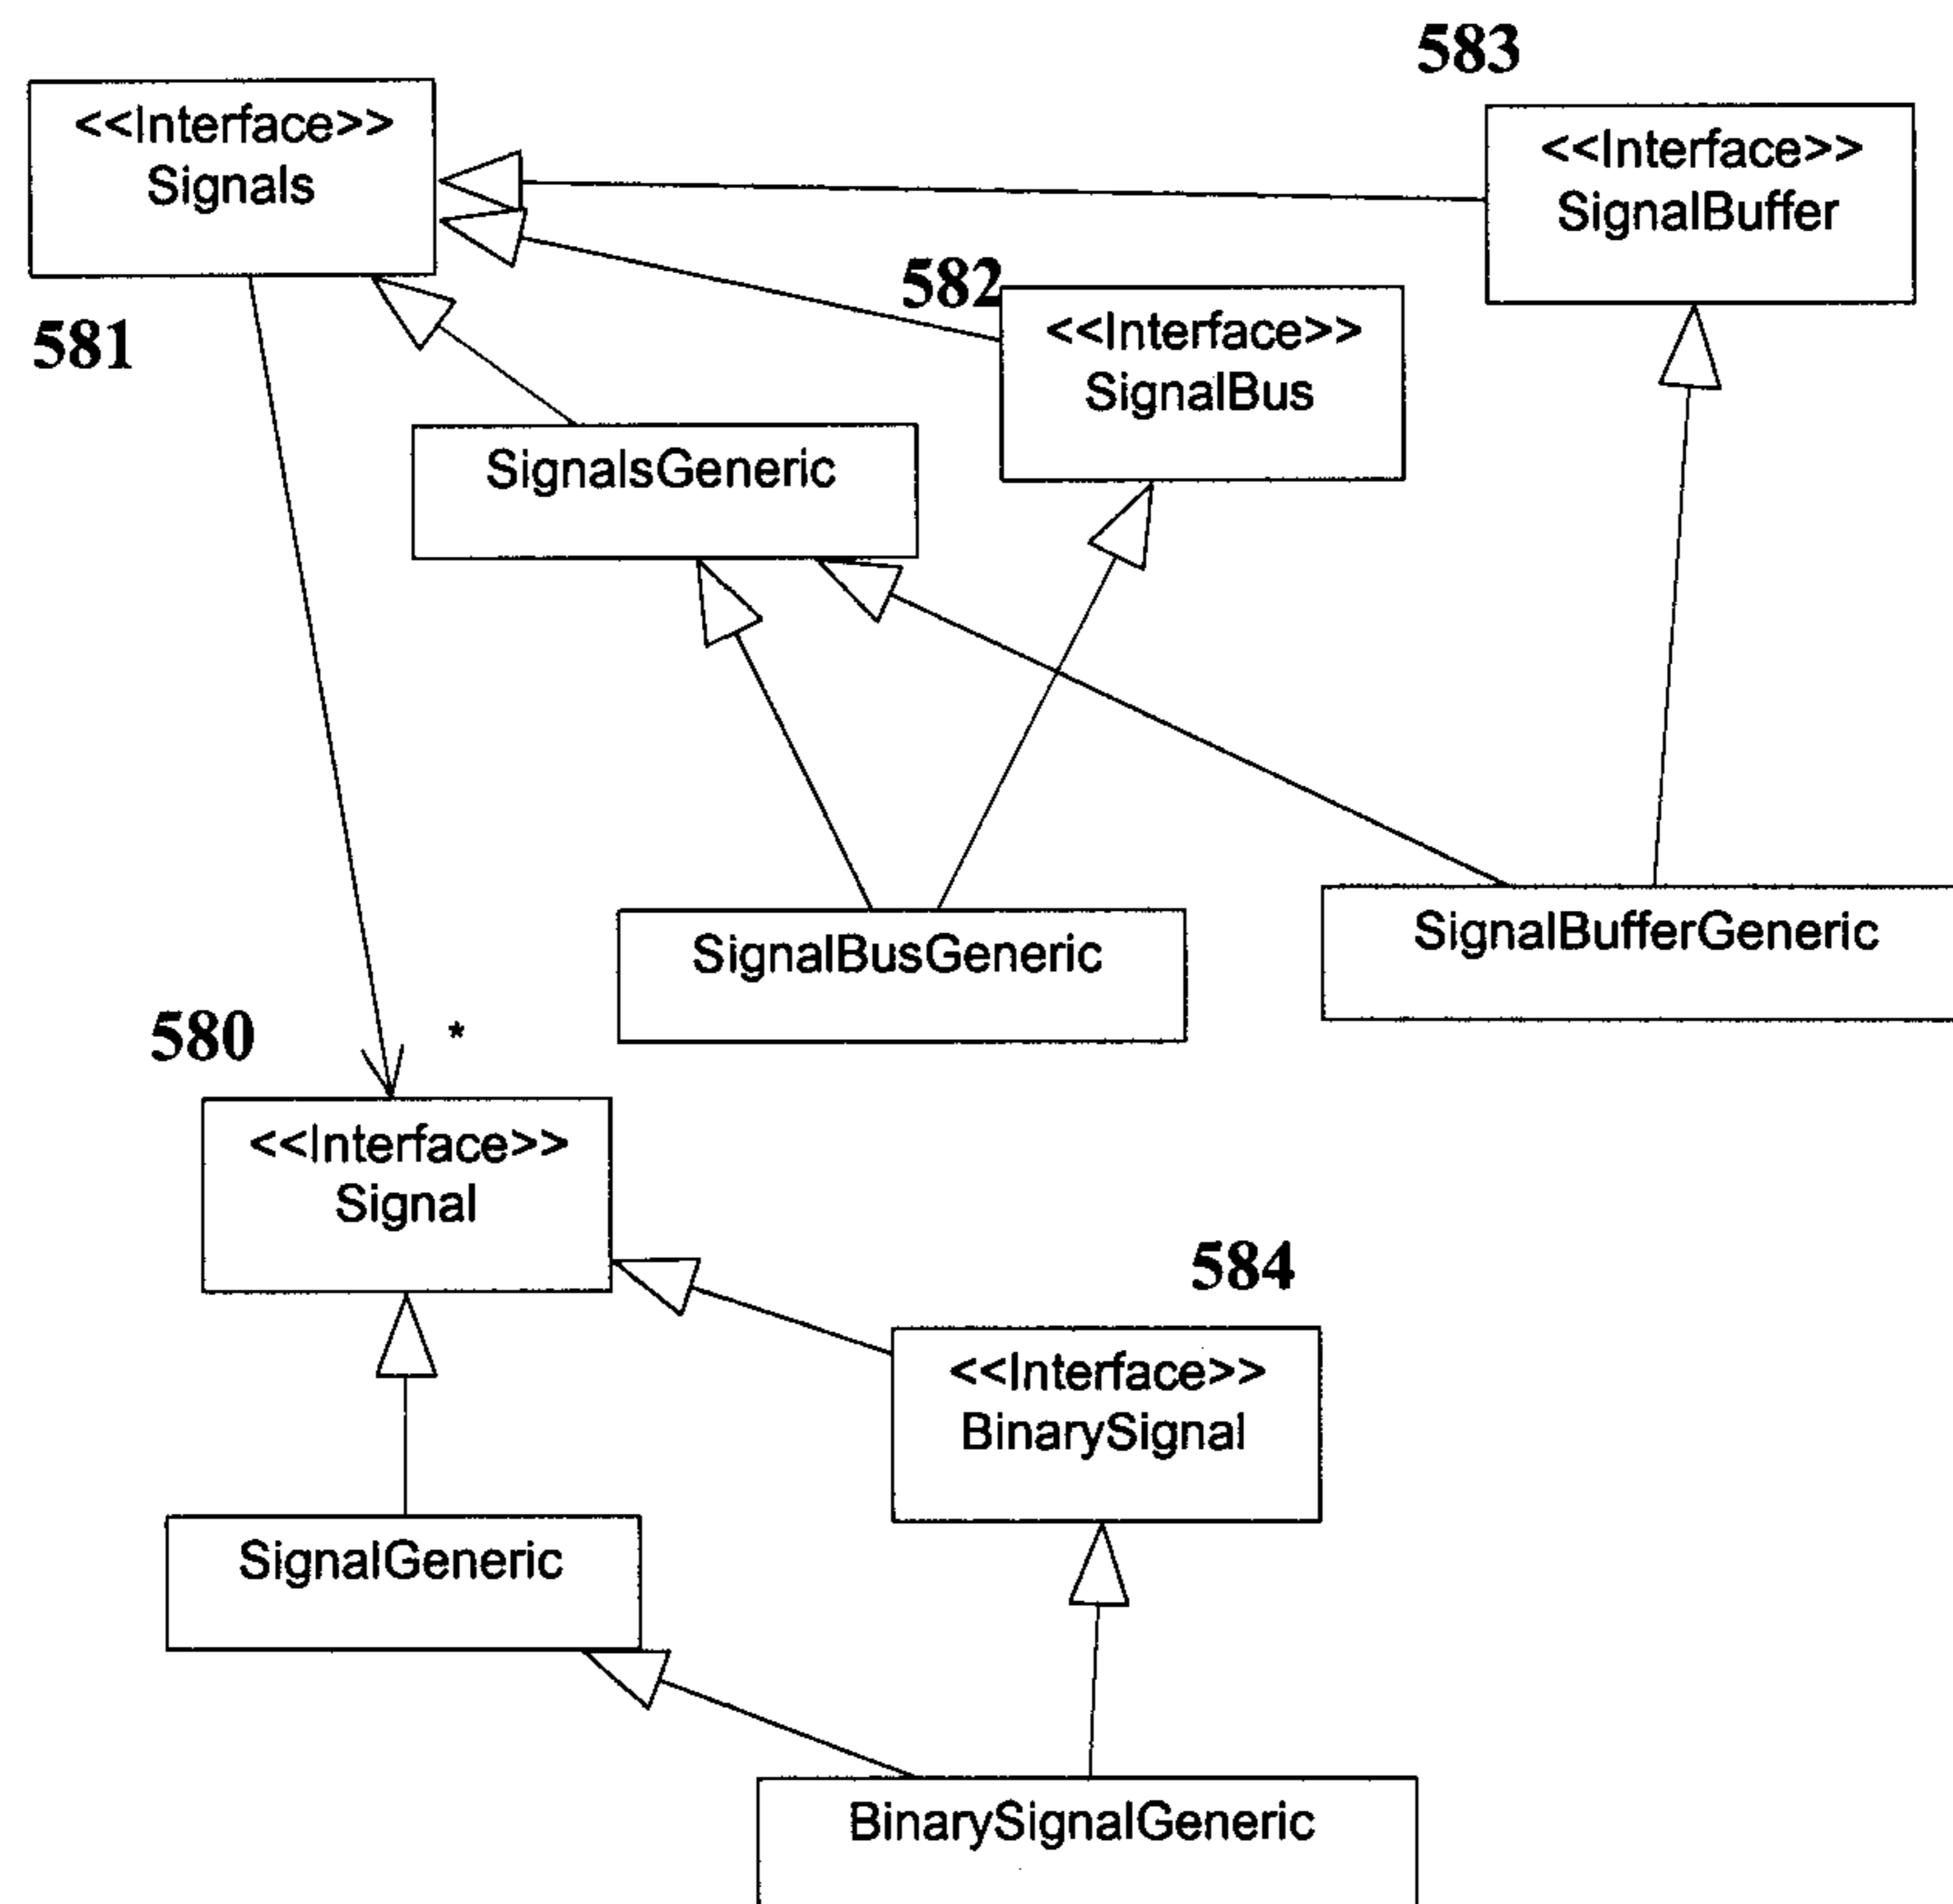 583
<<Interface>>
Signals
<<Interface>>
SignalBuffer
582
<<Interface>>
SignalBus
581
SignalsGeneric
SignalBusGeneric
SignalBufferGeneric
580
*
<<Interface>>
Signal
584
<<Interface>>
BinarySignal
SignalGeneric
BinarySignalGeneric